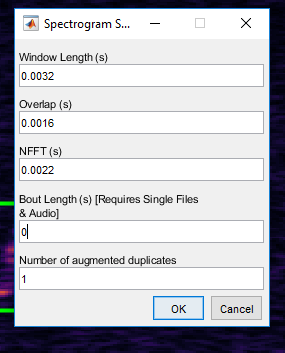 Spectrogram S...
Window Length (s)
0.0032
Overlap (s)
0.0016
NFFT (s)
0.0022
Bout Length (s) [Requires Single Files
& Audio]
0
Number of augmented duplicates
1
OK Cancel